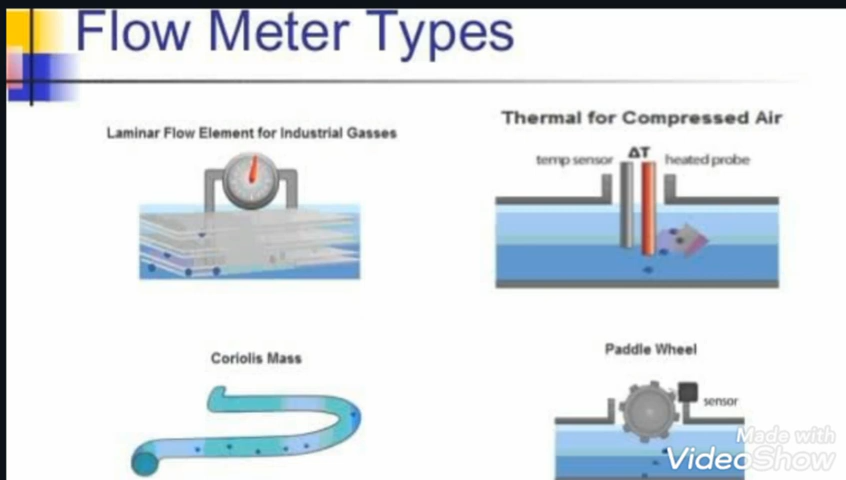 Flow Meter Types
Laminar Flow Element for Industrial Gasses
Thermal for Compressed Air
temp sensor ΔT heated probe
Coriolis Mass
Paddle Wheel
sensor
Made with
VideoShow